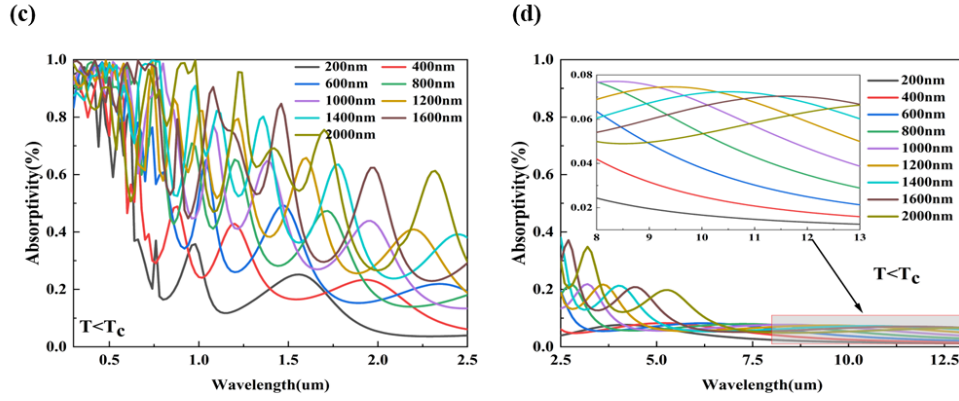 (c)
(d)
Absorptivity(%)
1.0
0.8
0.6
0.4
0.2
0.0
200nm 400nm
600nm 800nm
1000nm 1200nm
1400nm 1600nm
2000nm
T<Tc
0.5 1.0 1.5 2.0 2.5
Wavelength(um)
Absorptivity(%)
1.0
0.8
0.6
0.4
0.2
0.0
0.08
0.06
0.04
0.02
8 9 10 11 12 13
200nm
400nm
600nm
800nm
1000nm
1200nm
1400nm
1600nm
2000nm
T<Tc
2.5 5.0 7.5 10.0 12.5
Wavelength(um)